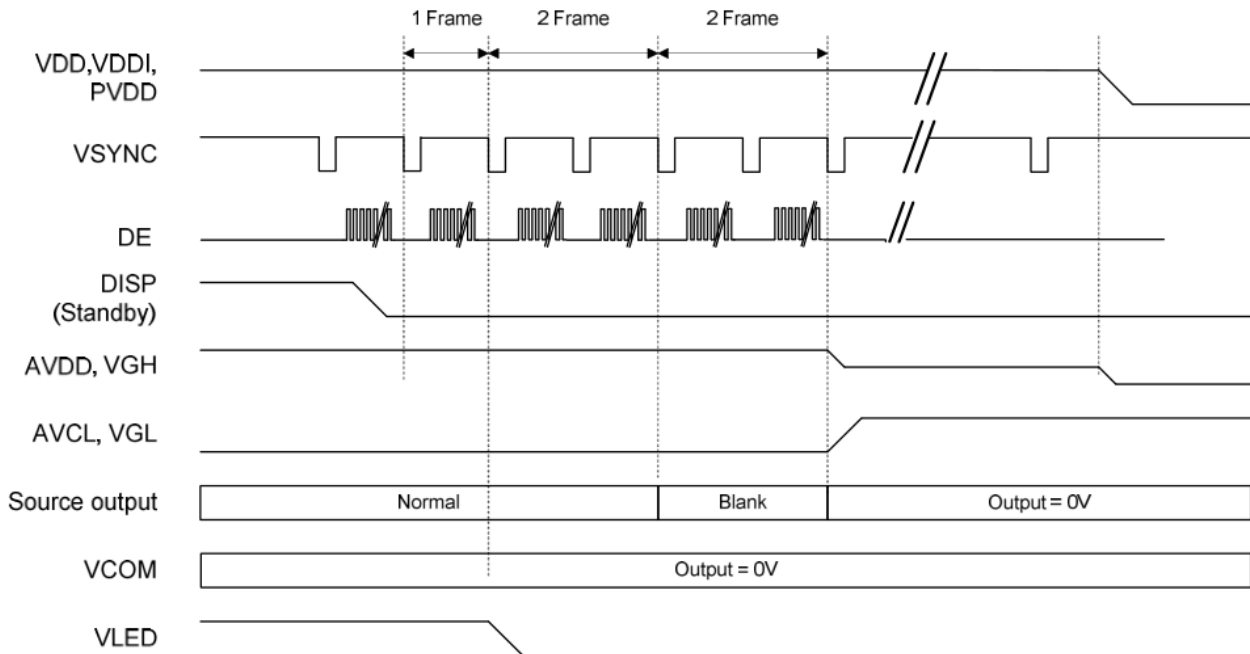 1 Frame 2 Frame 2 Frame
VDD,VDDI,
PVDD
VSYNC
DE
DISP
(Standby)
AVDD, VGH
AVCL, VGL
Source output Normal Blank Output = 0V
VCOM Output = 0V
VLED